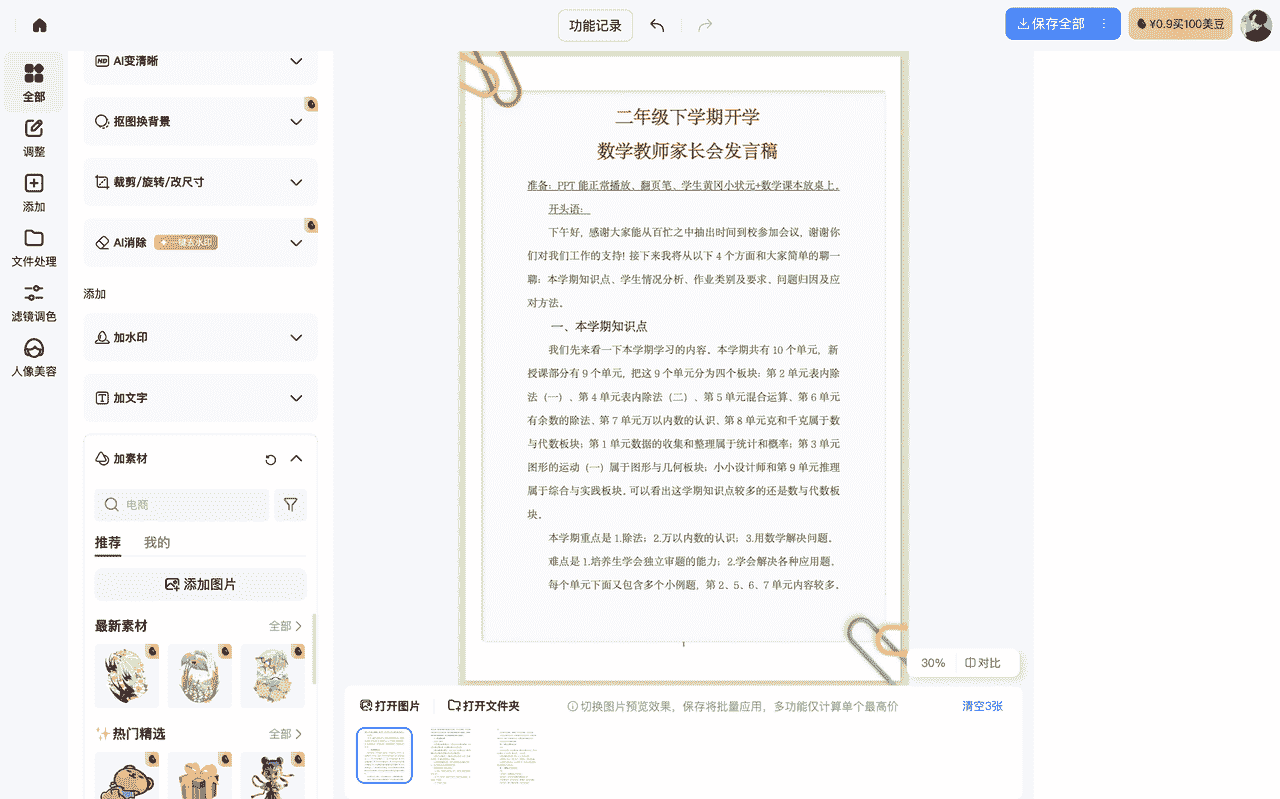 功能记录
保存全部
¥0.9买100美豆
全部
调整
添加
文件处理
滤镜调色
人像美容
HD AI变清晰
抠图换背景
裁剪/旋转/改尺寸
AI消除 一键去水印
添加
加水印
加文字
加素材
电商
推荐 我的
添加图片
最新素材 全部
热门精选 全部
二年级下学期开学
数学教师家长会发言稿
准备：PPT 能正常播放、翻页笔、学生黄冈小状元+数学课本放桌上。
开头语：
下午好，感谢大家能从百忙之中抽出时间到校参加会议，谢谢你
们对我们工作的支持！接下来我将从以下 4 个方面和大家简单的聊一
聊：本学期知识点、学生情况分析、作业类别及要求、问题归因及应
对方法。
一、本学期知识点
我们先来看一下本学期学习的内容。本学期共有 10 个单元，新
授课部分有 9 个单元，把这 9 个单元分为四个板块：第 2 单元表内除
法（一）、第 4 单元表内除法（二）、第 5 单元混合运算、第 6 单元
有余数的除法、第 7 单元万以内数的认识、第 8 单元克和千克属于数
与代数板块；第 1 单元数据的收集和整理属于统计和概率；第 3 单元
图形的运动（一）属于图形与几何板块；小小设计师和第 9 单元推理
属于综合与实践板块。可以看出这学期知识点较多的还是数与代数板
块。
本学期重点是 1.除法；2.万以内数的认识；3.用数学解决问题。
难点是 1.培养生学会独立审题的能力；2.学会解决各种应用题。
每个单元下面又包含多个小例题，第 2、5、6、7 单元内容较多。
1
30% 对比
打开图片 打开文件夹 切换图片预览效果，保存将批量应用，多功能仅计算单个最高价 清空3张